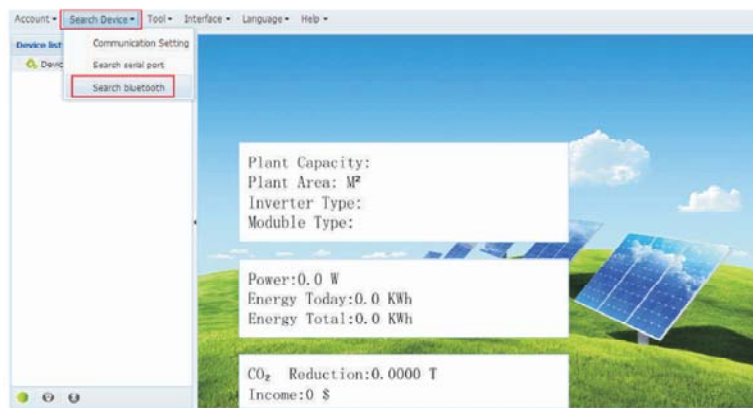 Account Search Device Tool Interface Language Help
Device list
Devic
Communication Setting
Search serial port
Search bluetooth
Plant Capacity:
Plant Area: M²
Inverter Type:
Moduble Type:
Power:0.0 W
Energy Today:0.0 KWh
Energy Total:0.0 KWh
CO₂ Reduction:0.0000 T
Income:0 $